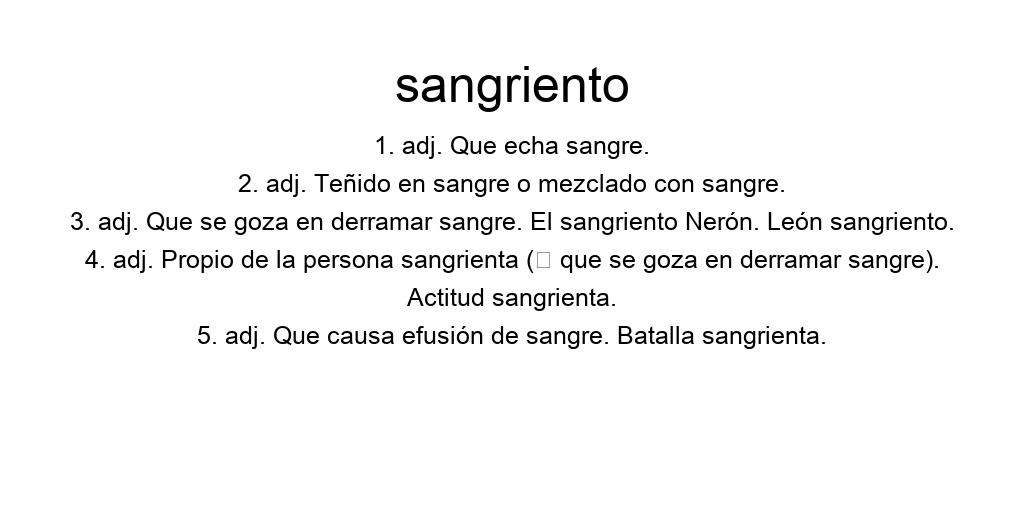 sangriento
1. adj. Que echa sangre.
2. adj. Teñido en sangre o mezclado con sangre.
3. adj. Que se goza en derramar sangre. El sangriento Nerón. León sangriento.
4. adj. Propio de la persona sangrienta (□ que se goza en derramar sangre).
Actitud sangrienta.
5. adj. Que causa efusión de sangre. Batalla sangrienta.